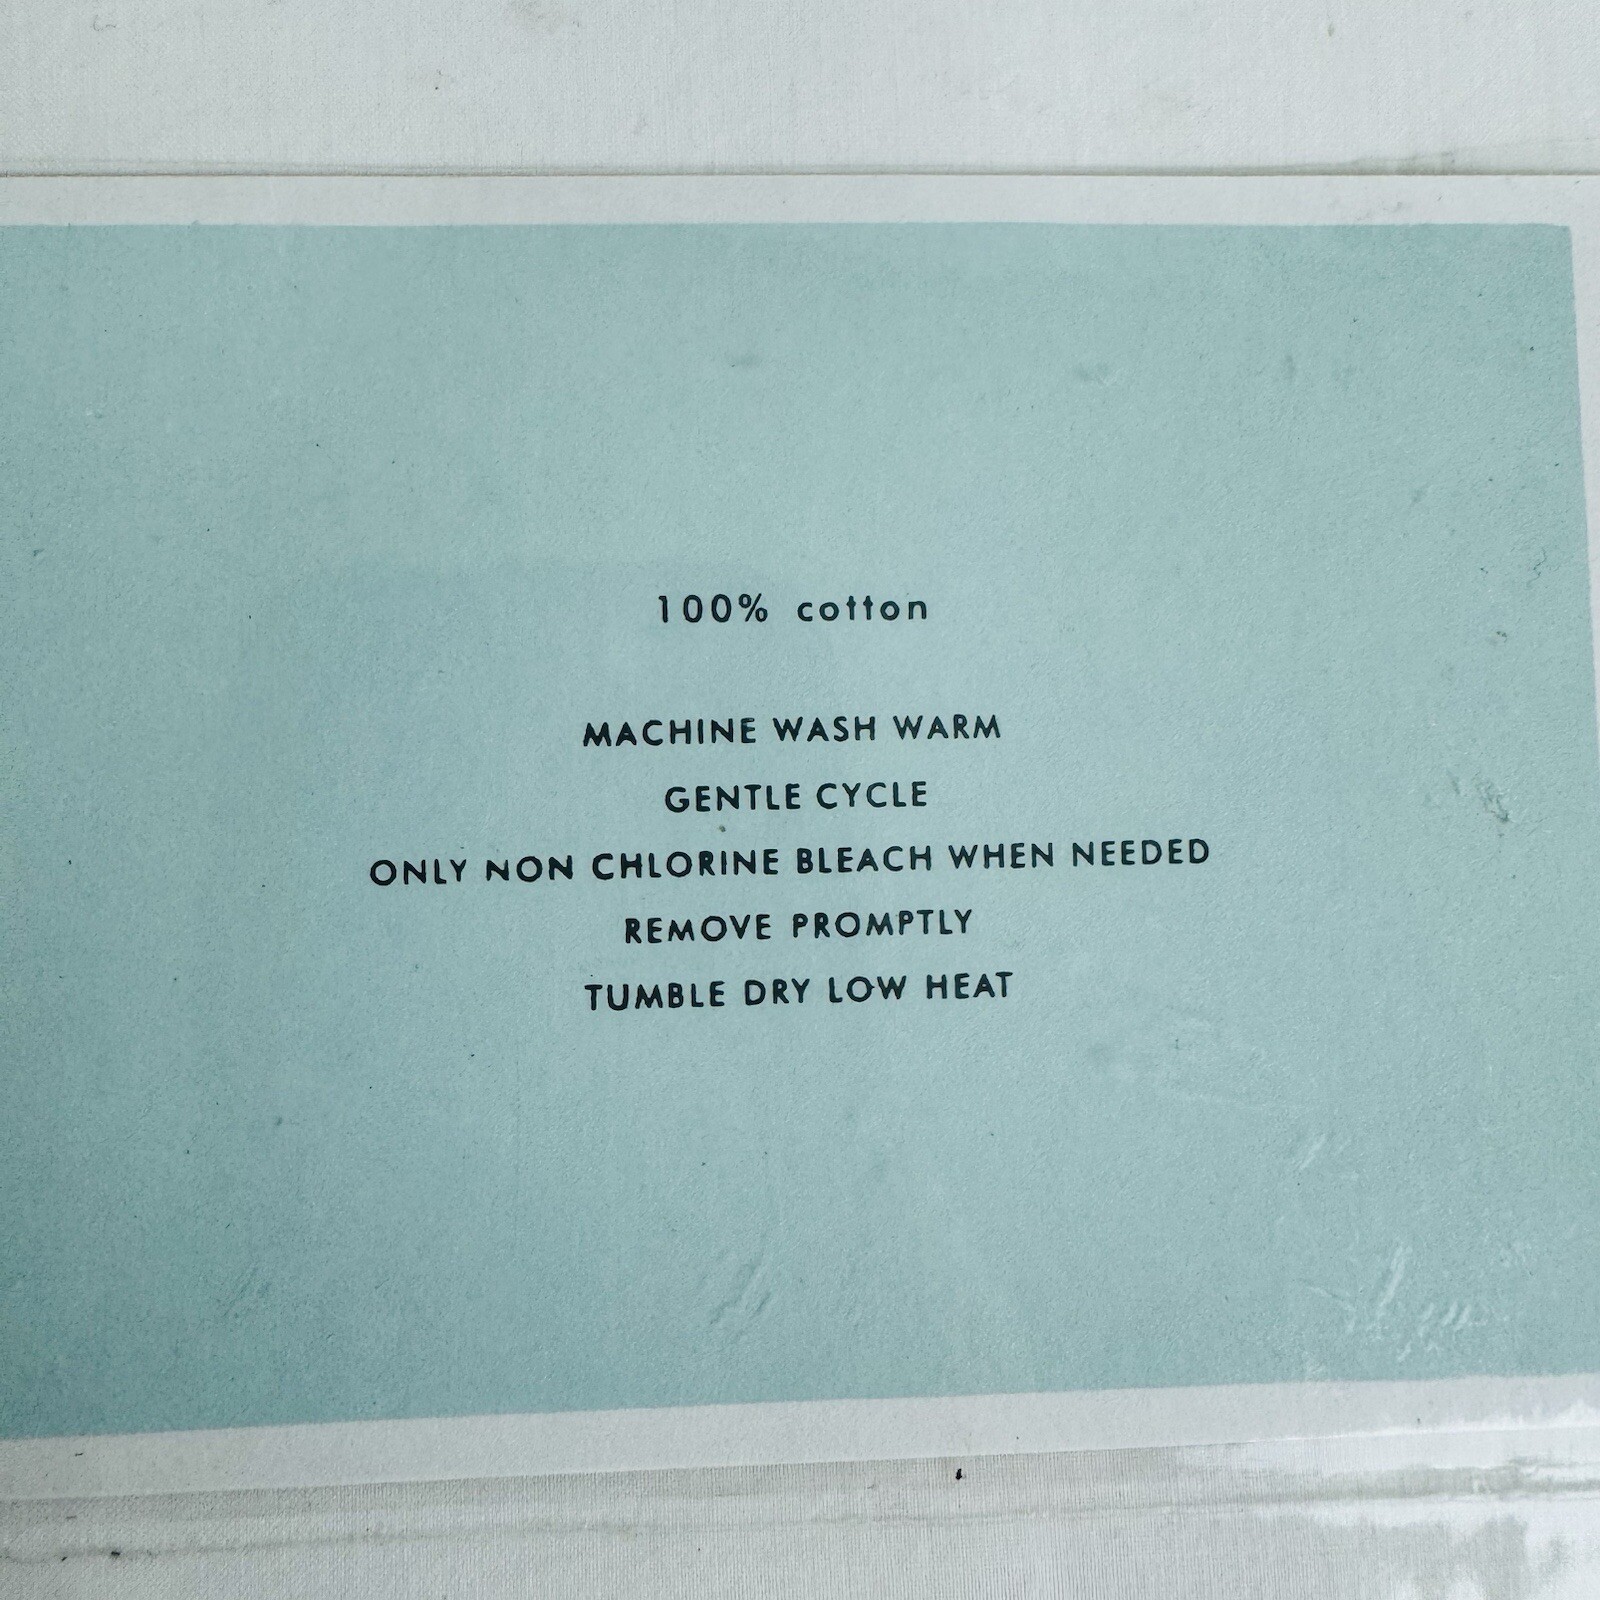 100% cotton
MACHINE WASH WARM
GENTLE CYCLE
ONLY NON CHLORINE BLEACH WHEN NEEDED
REMOVE PROMPTLY
TUMBLE DRY LOW HEAT